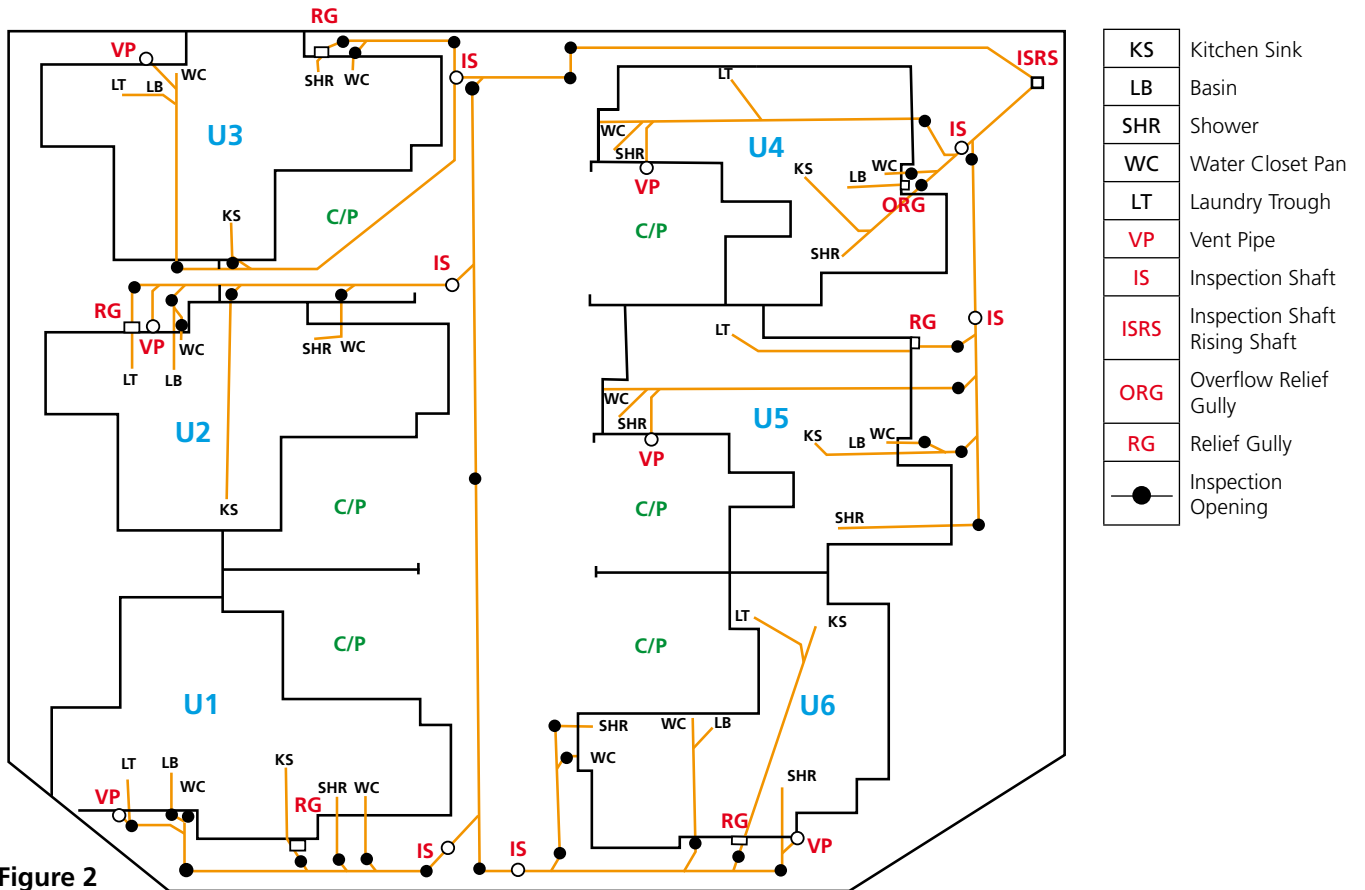 RG
VP
WC
LT
LB
SHR
WC
IS
U3
KS
C/P
ISRS
LT
IS
WC
U4
SHR
VP
KS
WC
LB
ORG
C/P
SHR
IS
RG
VP
WC
LT
LB
SHR
WC
U2
KS
C/P
IS
RG
LT
WC
SHR
U5
VP
KS
LB
WC
C/P
SHR
C/P
U1
LT
LB
WC
KS
VP
RG
SHR
WC
IS
C/P
LT
KS
U6
SHR
WC
LB
WC
SHR
RG
VP
IS
Figure 2
KS Kitchen Sink
LB Basin
SHR Shower
WC Water Closet Pan
LT Laundry Trough
VP Vent Pipe
IS Inspection Shaft
ISRS Inspection Shaft
Rising Shaft
ORG Overflow Relief
Gully
RG Relief Gully
Inspection
Opening